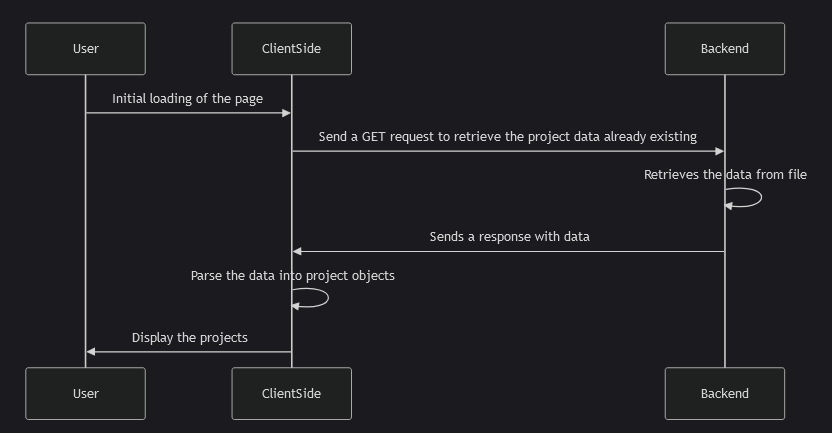 User
ClientSide
Backend
Initial loading of the page
Send a GET request to retrieve the project data already existing
Retrieves the data from file
Sends a response with data
Parse the data into project objects
Display the projects
User
ClientSide
Backend